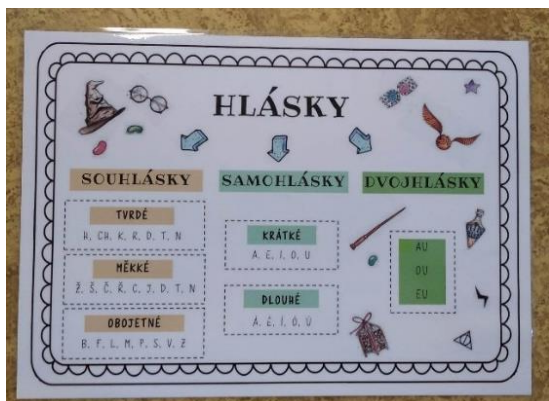 HLÁSKY
SOUHLÁSKY
TVRDÉ
H, CH, K, R, D, T, N
MĚKKÉ
Ž, Š, Č, Ř, C, J, Ď, Ť, Ň
OBOJETNÉ
B, F, L, M, P, S, V, Z
SAMOHLÁSKY
KRÁTKÉ
A, E, I, O, U
DLOUHÉ
Á, É, Í, Ó, Ú
DVOJHLÁSKY
AU
OU
EU